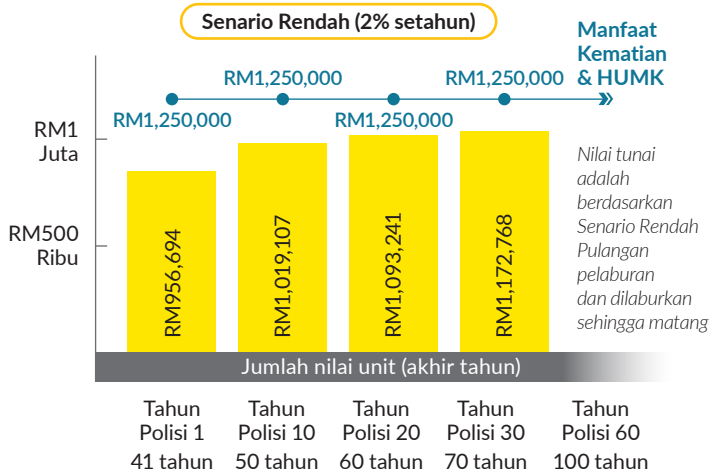 Senario Rendah (2% setahun)
Manfaat
Kematian
& HUMK
RM1,250,000
RM1,250,000
RM1,250,000
RM1,250,000
RM1
Juta
RM500
Ribu
RM956,694
RM1,019,107
RM1,093,241
RM1,172,768
Nilai tunai
adalah
berdasarkan
Senario Rendah
Pulangan
pelaburan
dan dilaburkan
sehingga matang
Jumlah nilai unit (akhir tahun)
Tahun
Polisi 1
41 tahun
Tahun
Polisi 10
50 tahun
Tahun
Polisi 20
60 tahun
Tahun
Polisi 30
70 tahun
Tahun
Polisi 60
100 tahun